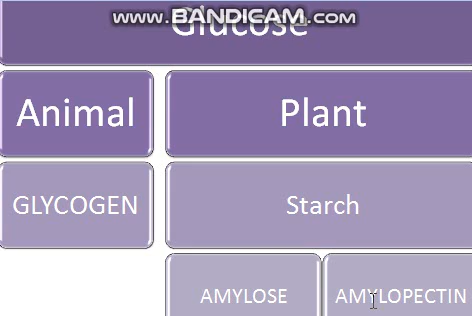 www.BANDICAM.com
Glucose
Animal
Plant
GLYCOGEN
Starch
AMYLOSE
AMYLOPECTIN